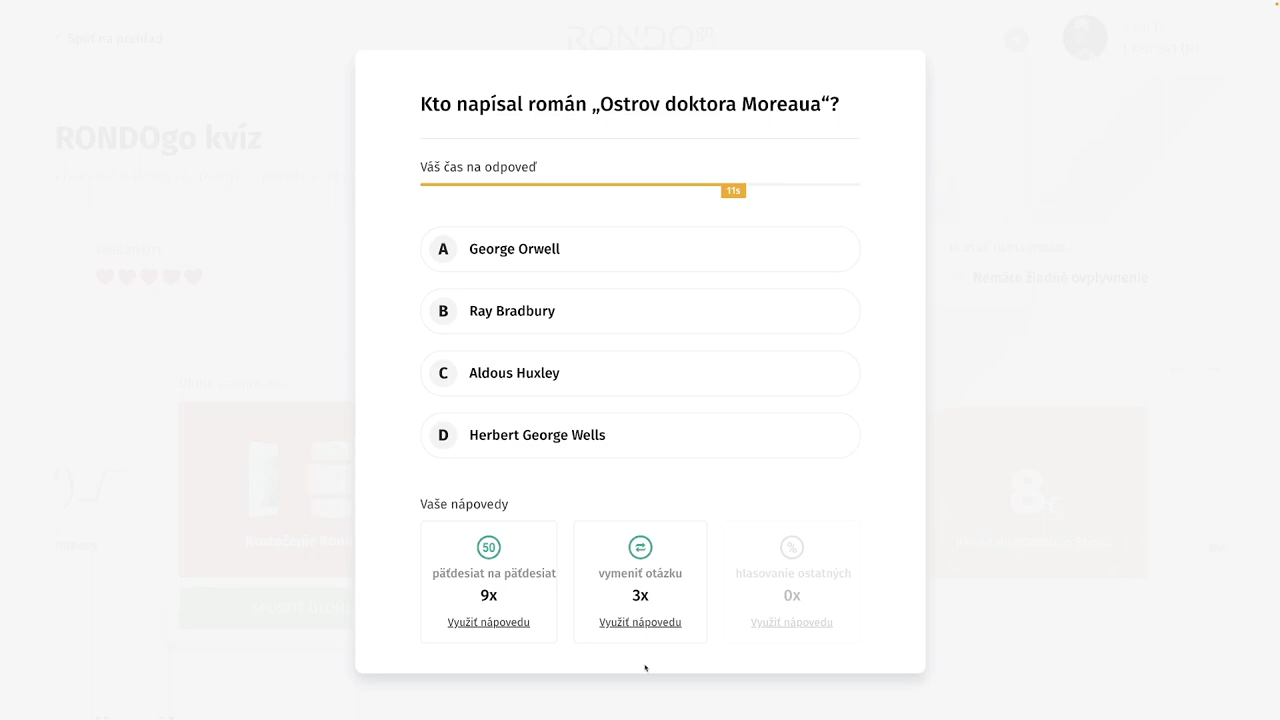 Späť na prehľad
RONDOgo
RONDOgo kvíz
Kto napísal román „Ostrov doktora Moreaua“?
Váš čas na odpoveď
11s
A George Orwell
B Ray Bradbury
C Aldous Huxley
D Herbert George Wells
Nemáte žiadné ovplyvnenie
Vaše nápovedy
50
%
päťdesiat na päťdesiat
vymeniť otázku
hlasovanie ostatných
9x
3x
0x
Využiť nápovedu
Využiť nápovedu
Využiť nápovedu